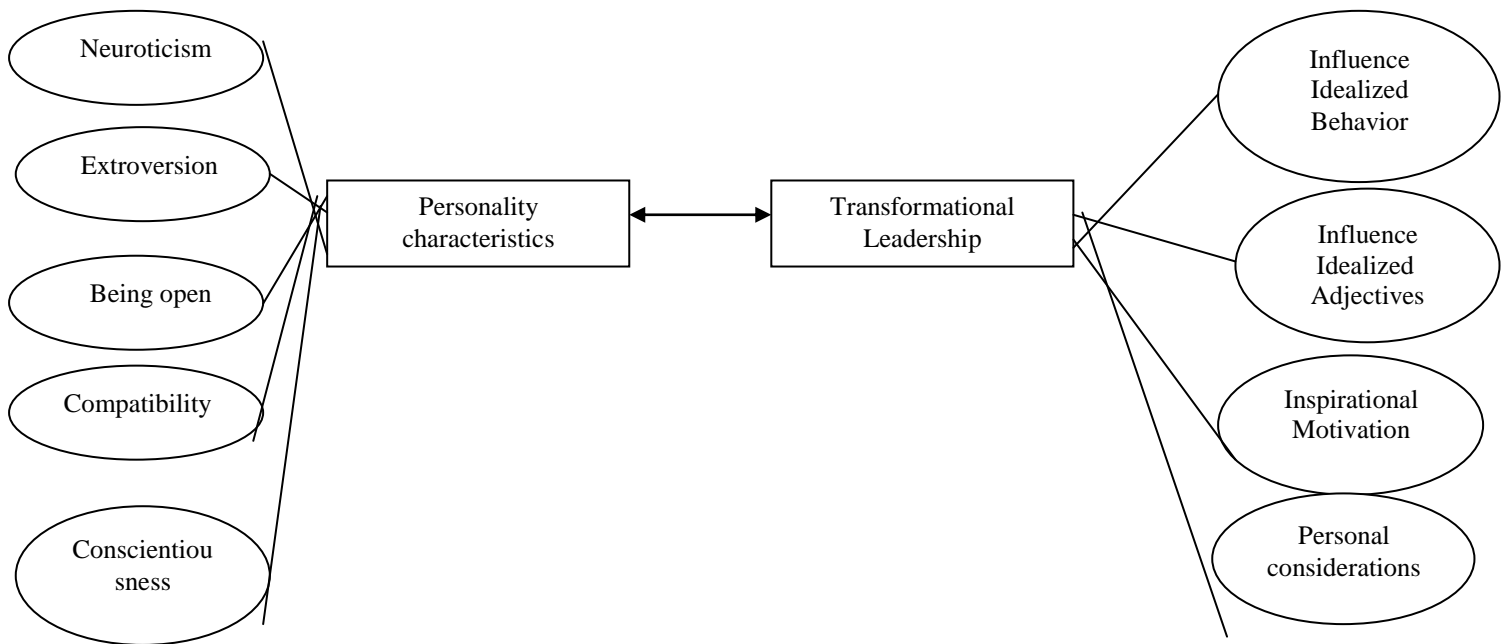 Neuroticism
Extroversion
Being open
Compatibility
Conscientiou
sness
Personality
characteristics
Transformational
Leadership
Influence
Idealized
Behavior
Influence
Idealized
Adjectives
Inspirational
Motivation
Personal
considerations